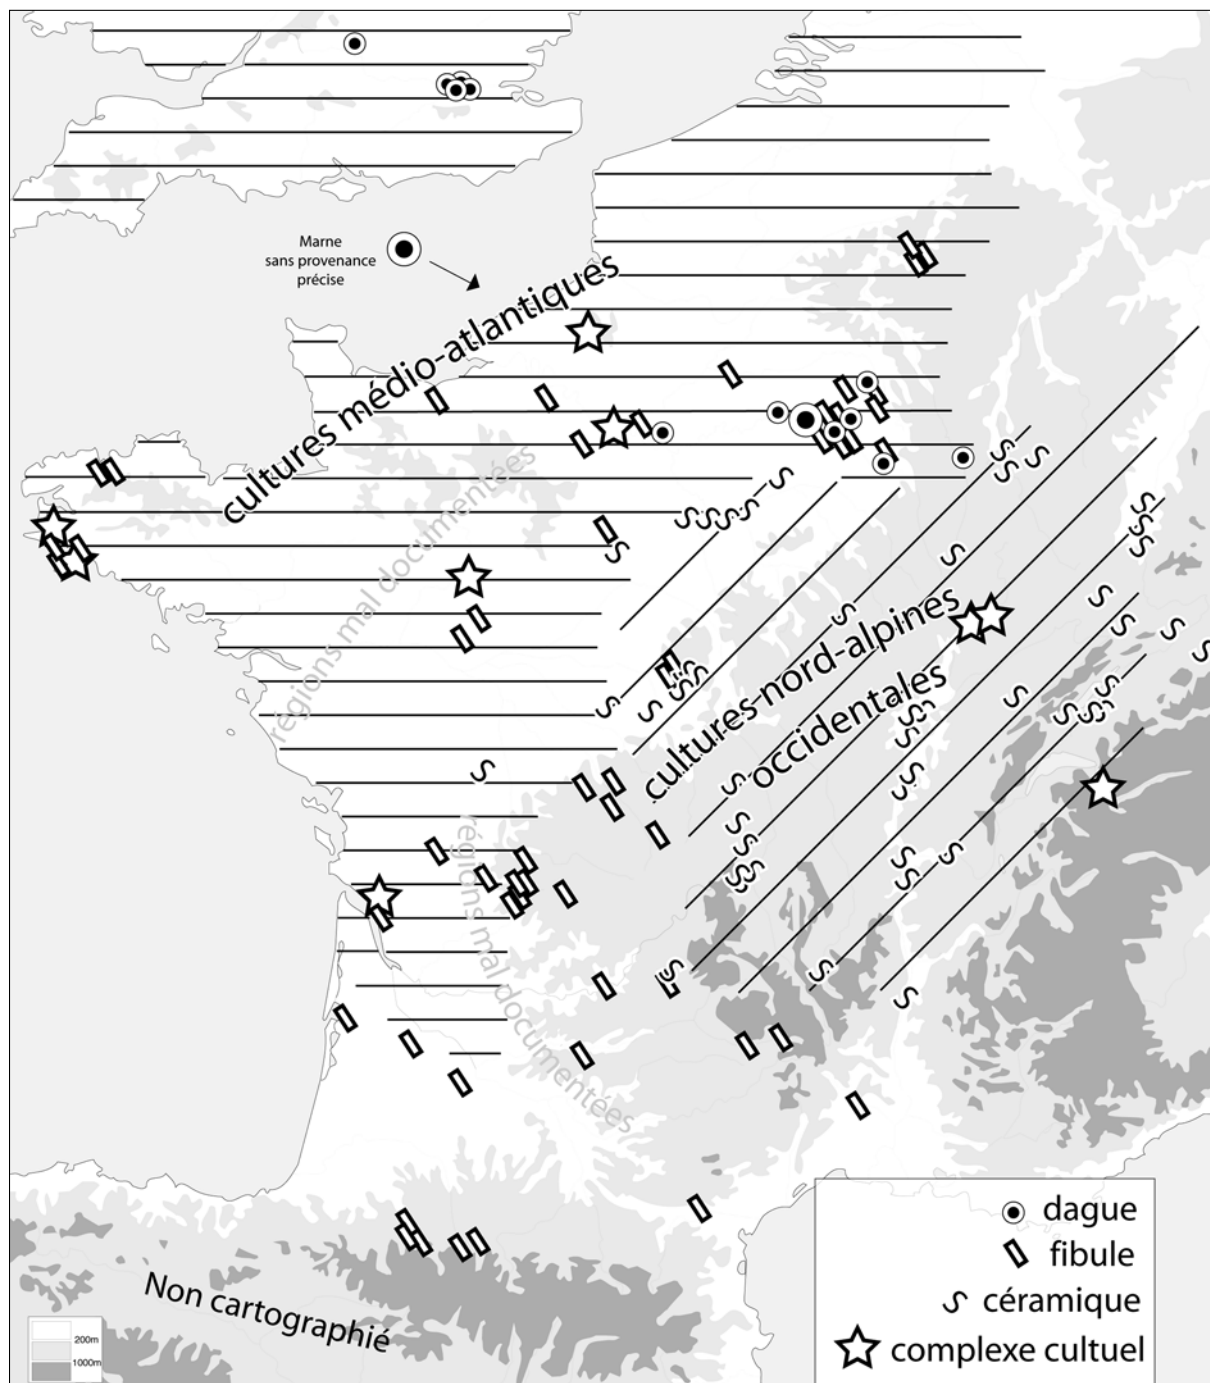 Marne
sans provenance
précise
cultures médio-atlantiques
régions mal documentées
cultures nord-alpines
occidentales
régions mal documentées
Non cartographié
200m
1000m
dague
fibule
céramique
complexe cultuel